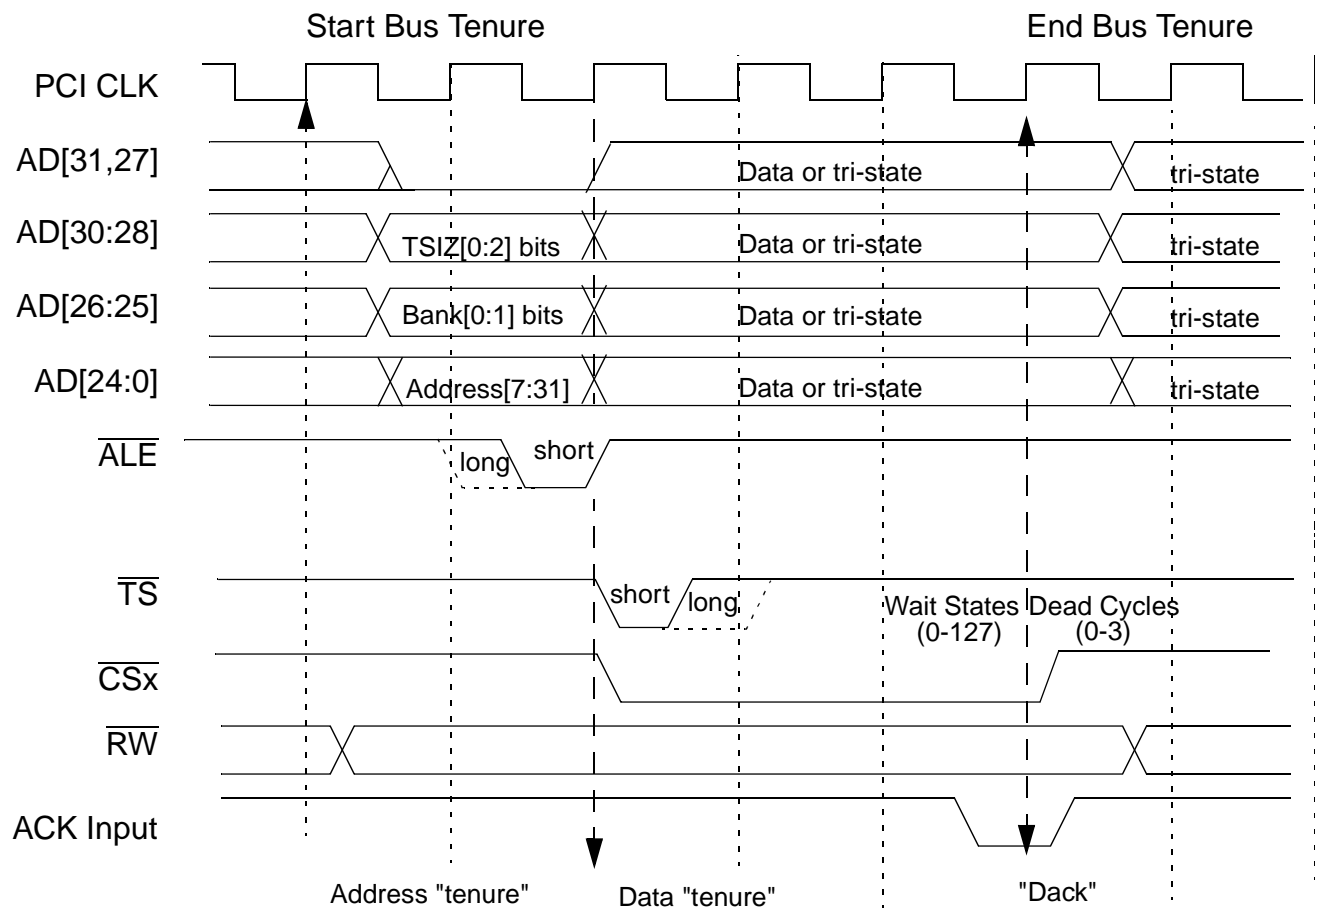 Start Bus Tenure
End Bus Tenure
PCI CLK
AD[31,27]
Data or tri-state
tri-state
AD[30:28]
TSIZ[0:2] bits
Data or tri-state
tri-state
AD[26:25]
Bank[0:1] bits
Data or tri-state
tri-state
AD[24:0]
Address[7:31]
Data or tri-state
tri-state
ALE
long
short
TS
short
long
Wait States
(0-127)
Dead Cycles
(0-3)
CSx
RW
ACK Input
Address "tenure"
Data "tenure"
"Dack"